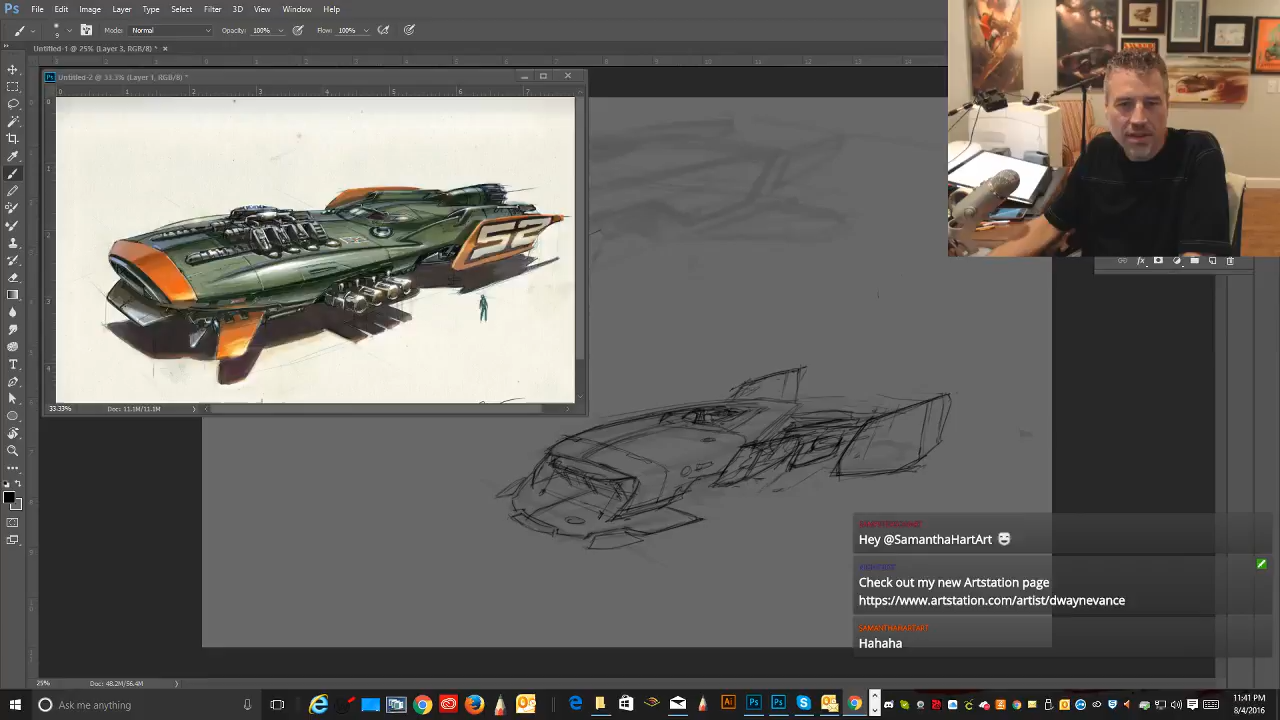 Ps File Edit Image Layer Type Select Filter 3D View Window Help
Mode: Normal Opacity: 100% Flow: 100%
Untitled-1 @ 25% (Layer 3, RGB/8) * ×
Untitled-2 @ 33.3% (Layer 1, RGB/8) *
52
33.33% Doc: 11.1M/11.1M
Hey @SamanthaHartArt
Check out my new Artstation page
https://www.artstation.com/artist/dwaynevance
SAMANTHAHARTART
Hahaha
25% Doc: 48.2M/56.4M
Ask me anything
11:41 PM
8/4/2016